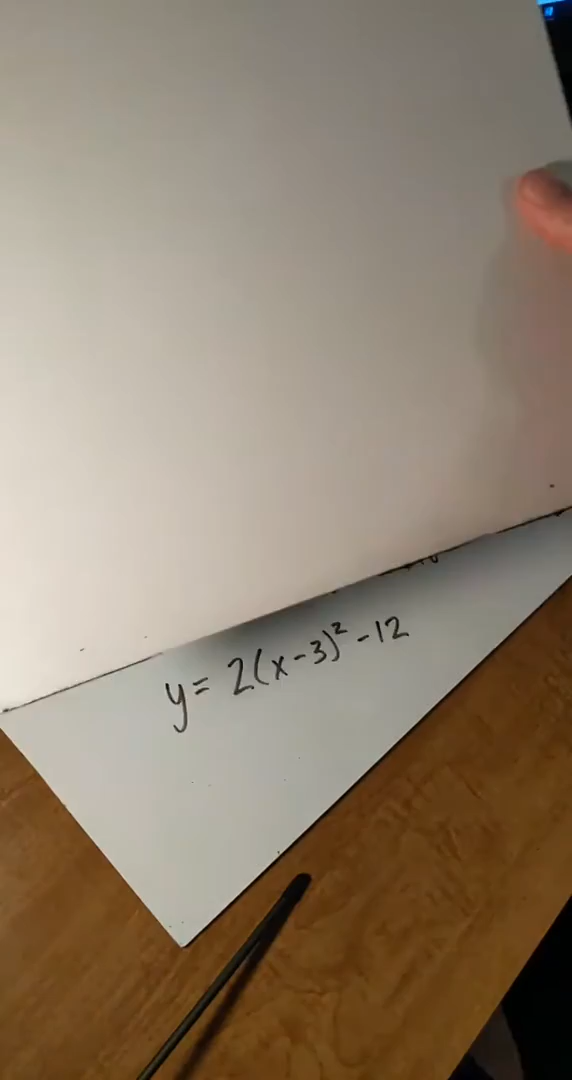 y = 2(x-3)² -12